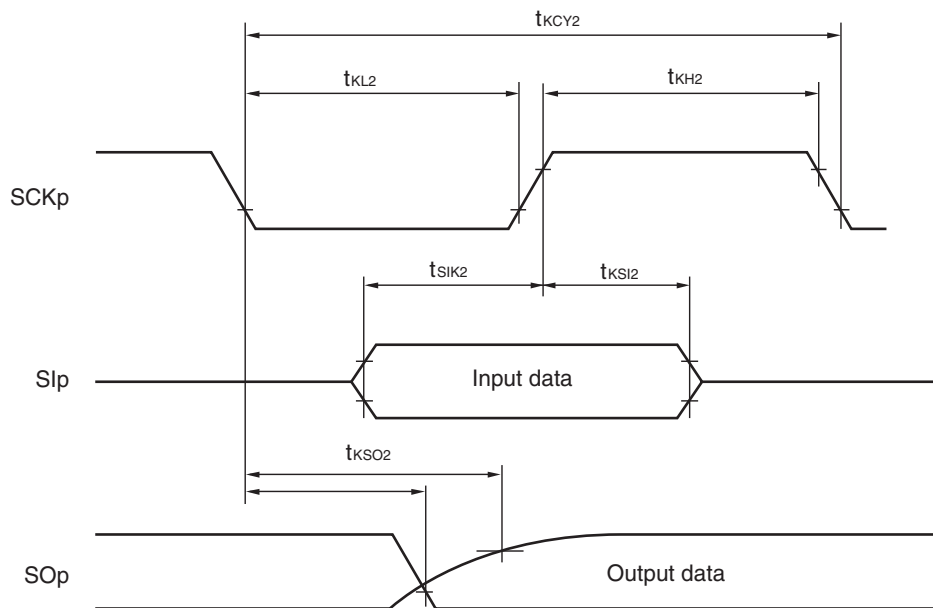 tKCY2
tKL2
tKH2
SCKp
tSIK2
tKSI2
SIp
Input data
tKSO2
SOp
Output data